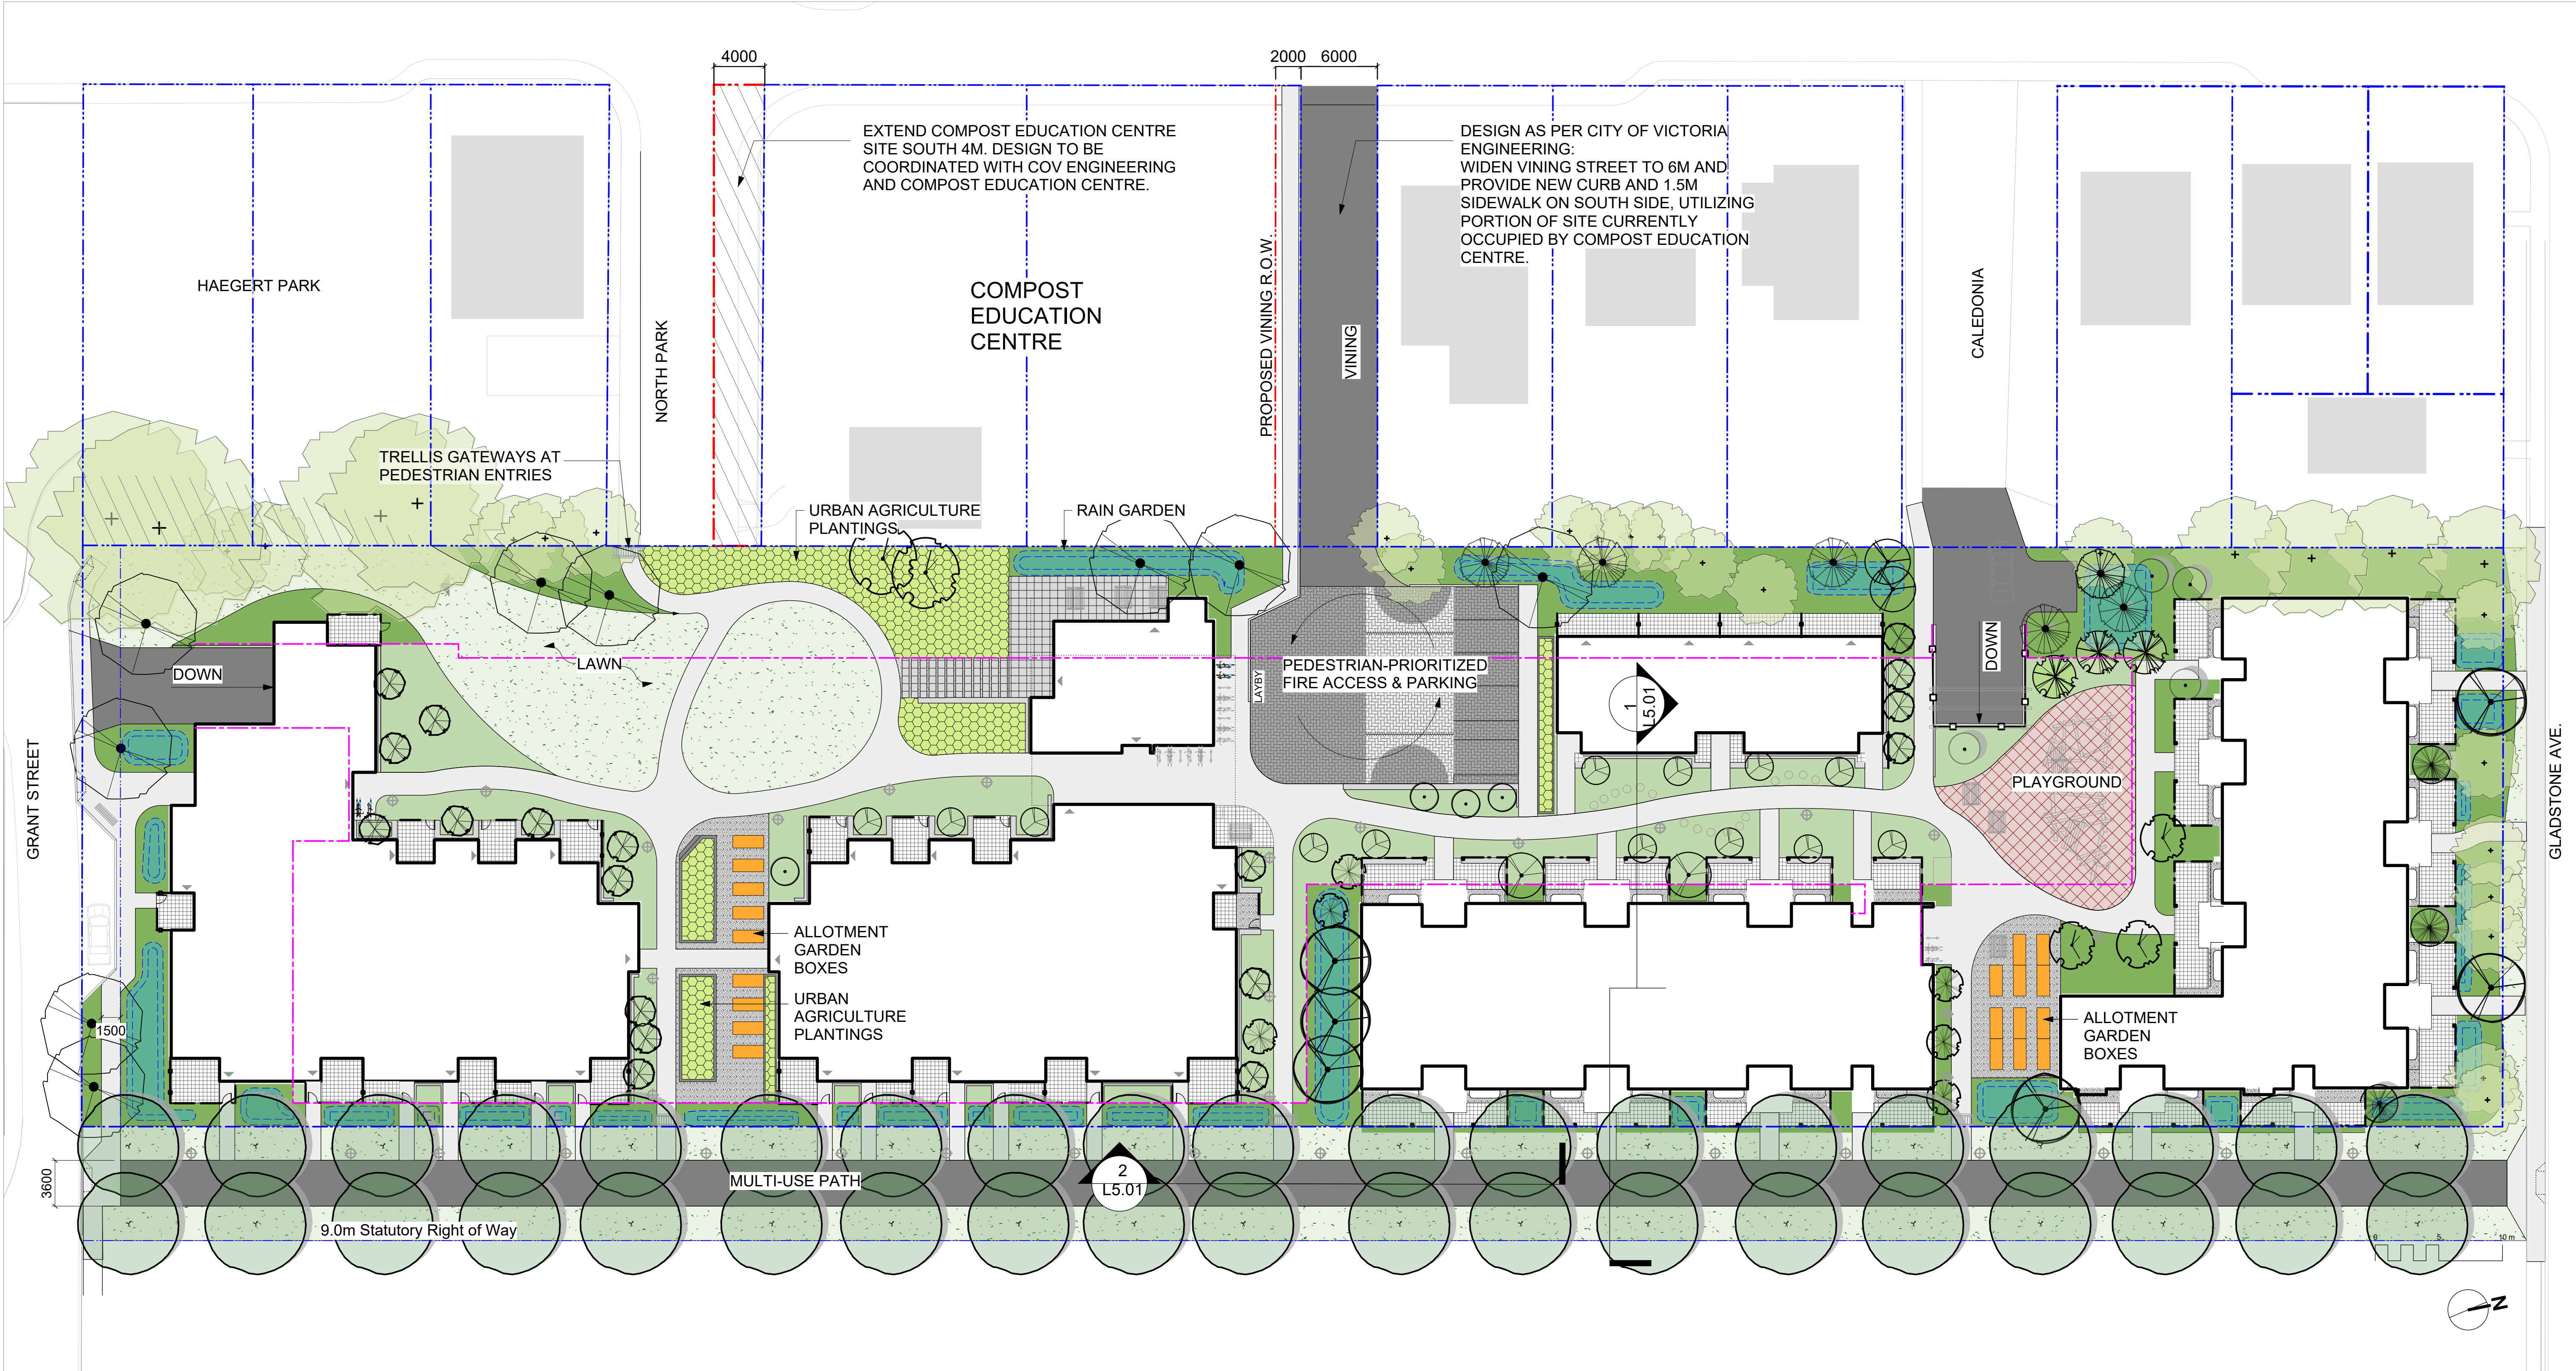 4000
2000
6000
EXTEND COMPOST EDUCATION CENTRE
SITE SOUTH 4M. DESIGN TO BE
COORDINATED WITH COV ENGINEERING
AND COMPOST EDUCATION CENTRE.
DESIGN AS PER CITY OF VICTORIA
ENGINEERING:
WIDEN VINING STREET TO 6M AND
PROVIDE NEW CURB AND 1.5M
SIDEWALK ON SOUTH SIDE, UTILIZING
PORTION OF SITE CURRENTLY
OCCUPIED BY COMPOST EDUCATION
CENTRE.
HAEGERT PARK
NORTH PARK
COMPOST
EDUCATION
CENTRE
PROPOSED VINING R.O.W.
VINING
CALEDONIA
TRELLIS GATEWAYS AT
PEDESTRIAN ENTRIES
URBAN AGRICULTURE
PLANTINGS
RAIN GARDEN
LAWN
DOWN
LAYBY
PEDESTRIAN-PRIORITIZED
FIRE ACCESS & PARKING
1
L5.01
DOWN
PLAYGROUND
GRANT STREET
GLADSTONE AVE.
ALLOTMENT
GARDEN
BOXES
URBAN
AGRICULTURE
PLANTINGS
ALLOTMENT
GARDEN
BOXES
1500
3600
MULTI-USE PATH
2
L5.01
9.0m Statutory Right of Way
0
5
10 m
N